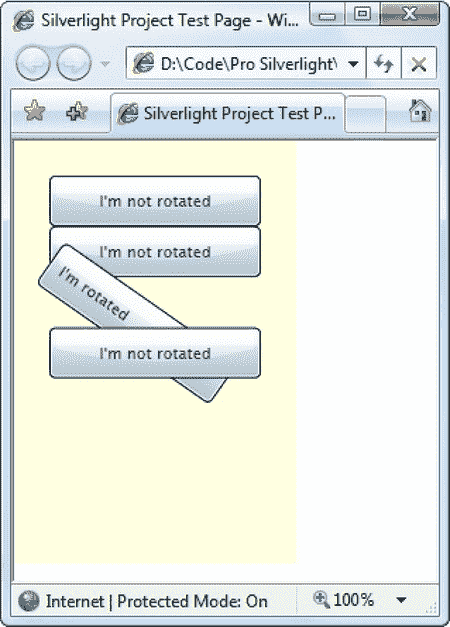 Silverlight Project Test Page - Wi...
D:\Code\Pro Silverlight\
Silverlight Project Test P...
I'm not rotated
I'm not rotated
I'm rotated
I'm not rotated
Internet | Protected Mode: On
100%